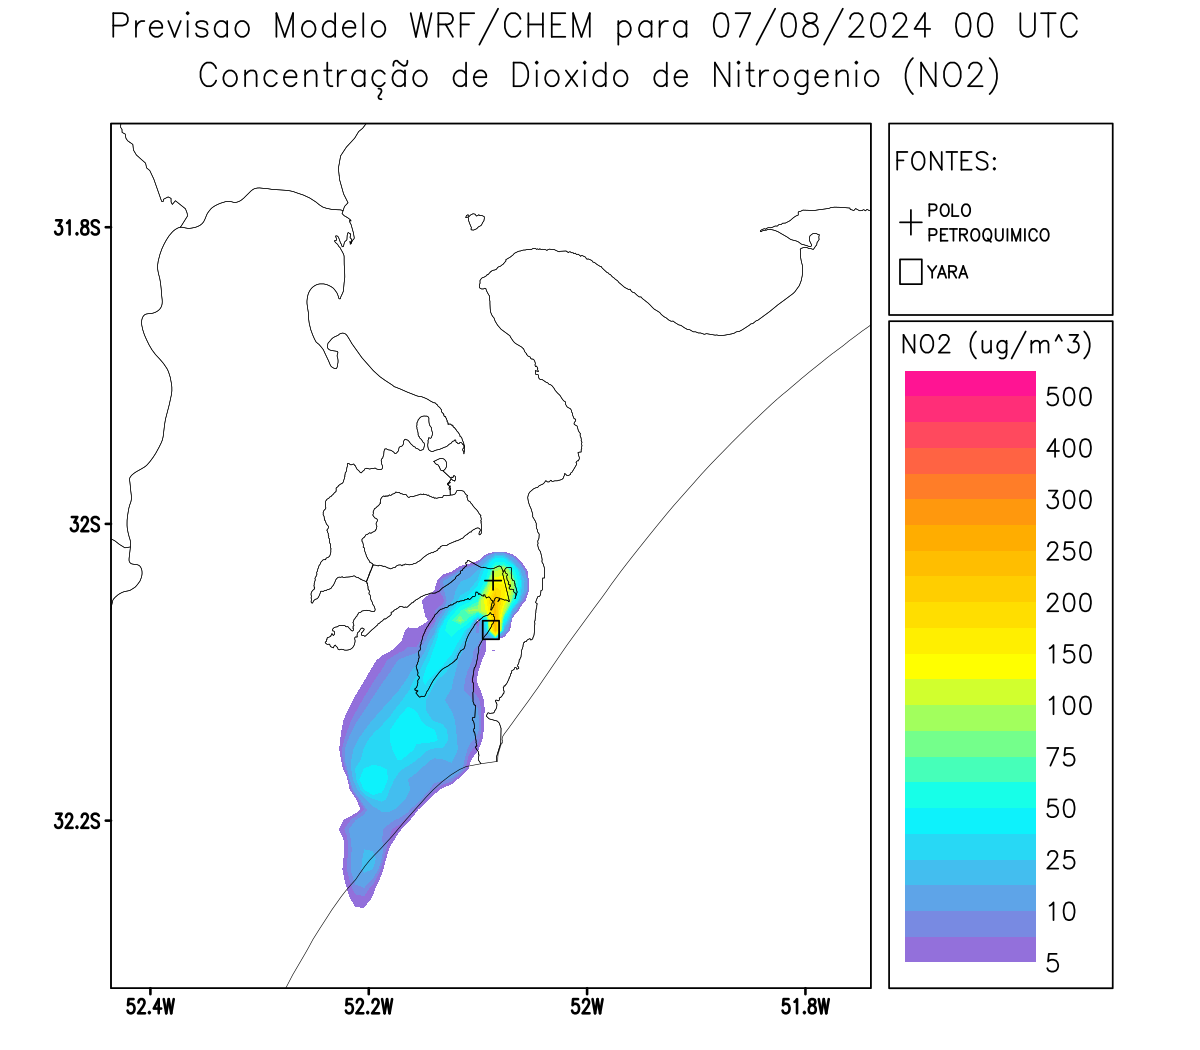 Previsao Modelo WRF/CHEM para 07/08/2024 00 UTC
Concentração de Dioxido de Nitrogenio (NO2)
FONTES:
POLO
PETROQUIMICO
YARA
NO2 (ug/m^3)
500
400
300
250
200
150
100
75
50
25
10
5
31.8S
32S
32.2S
52.4W
52.2W
52W
51.8W